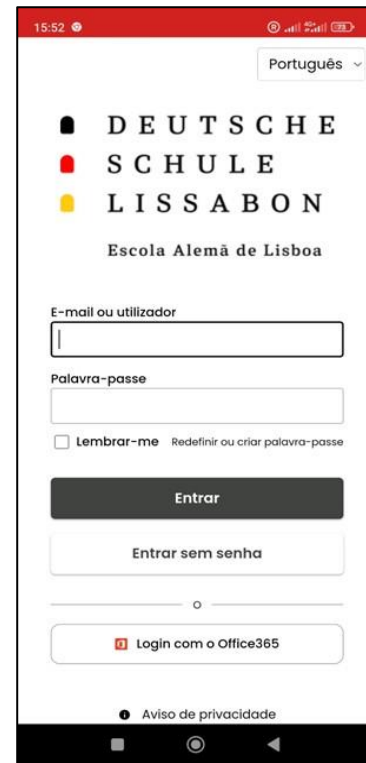 15:52
Português
DEUTSCHE
SCHULE
LISSABON
Escola Alemã de Lisboa
E-mail ou utilizador
Palavra-passe
Lembrar-me Redefinir ou criar palavra-passe
Entrar
Entrar sem senha
o
Login com o Office365
Aviso de privacidade